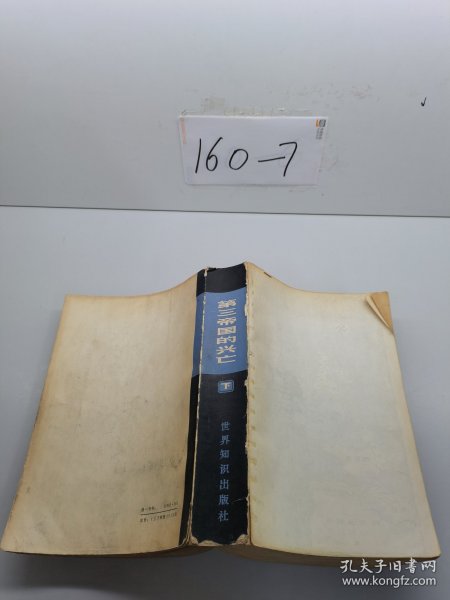 160-7
第三帝国的兴亡
下
世界知识出版社
孔夫子旧书网
www.kongfz.com